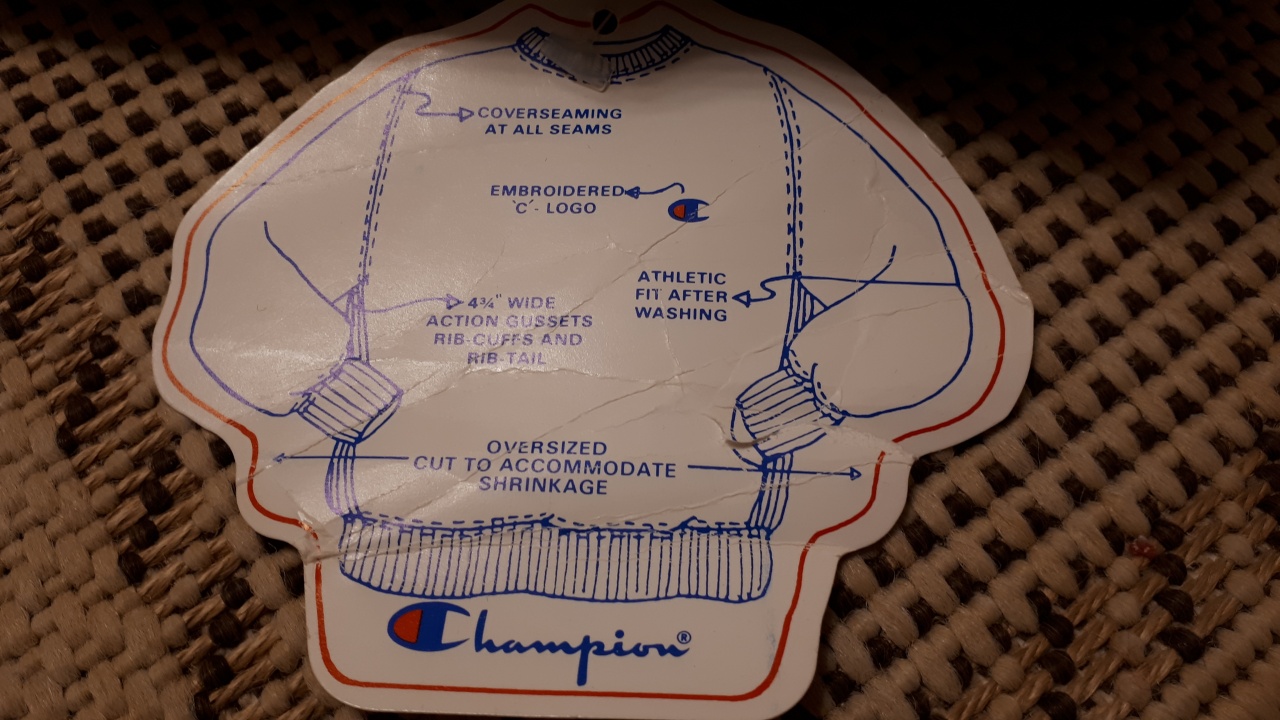 COVERSEAMING
AT ALL SEAMS
EMBROIDERED
'C'- LOGO
ATHLETIC
FIT AFTER
WASHING
4¾" WIDE
ACTION GUSSETS
RIB-CUFFS AND
RIB-TAIL
OVERSIZED
CUT TO ACCOMMODATE
SHRINKAGE
Champion®